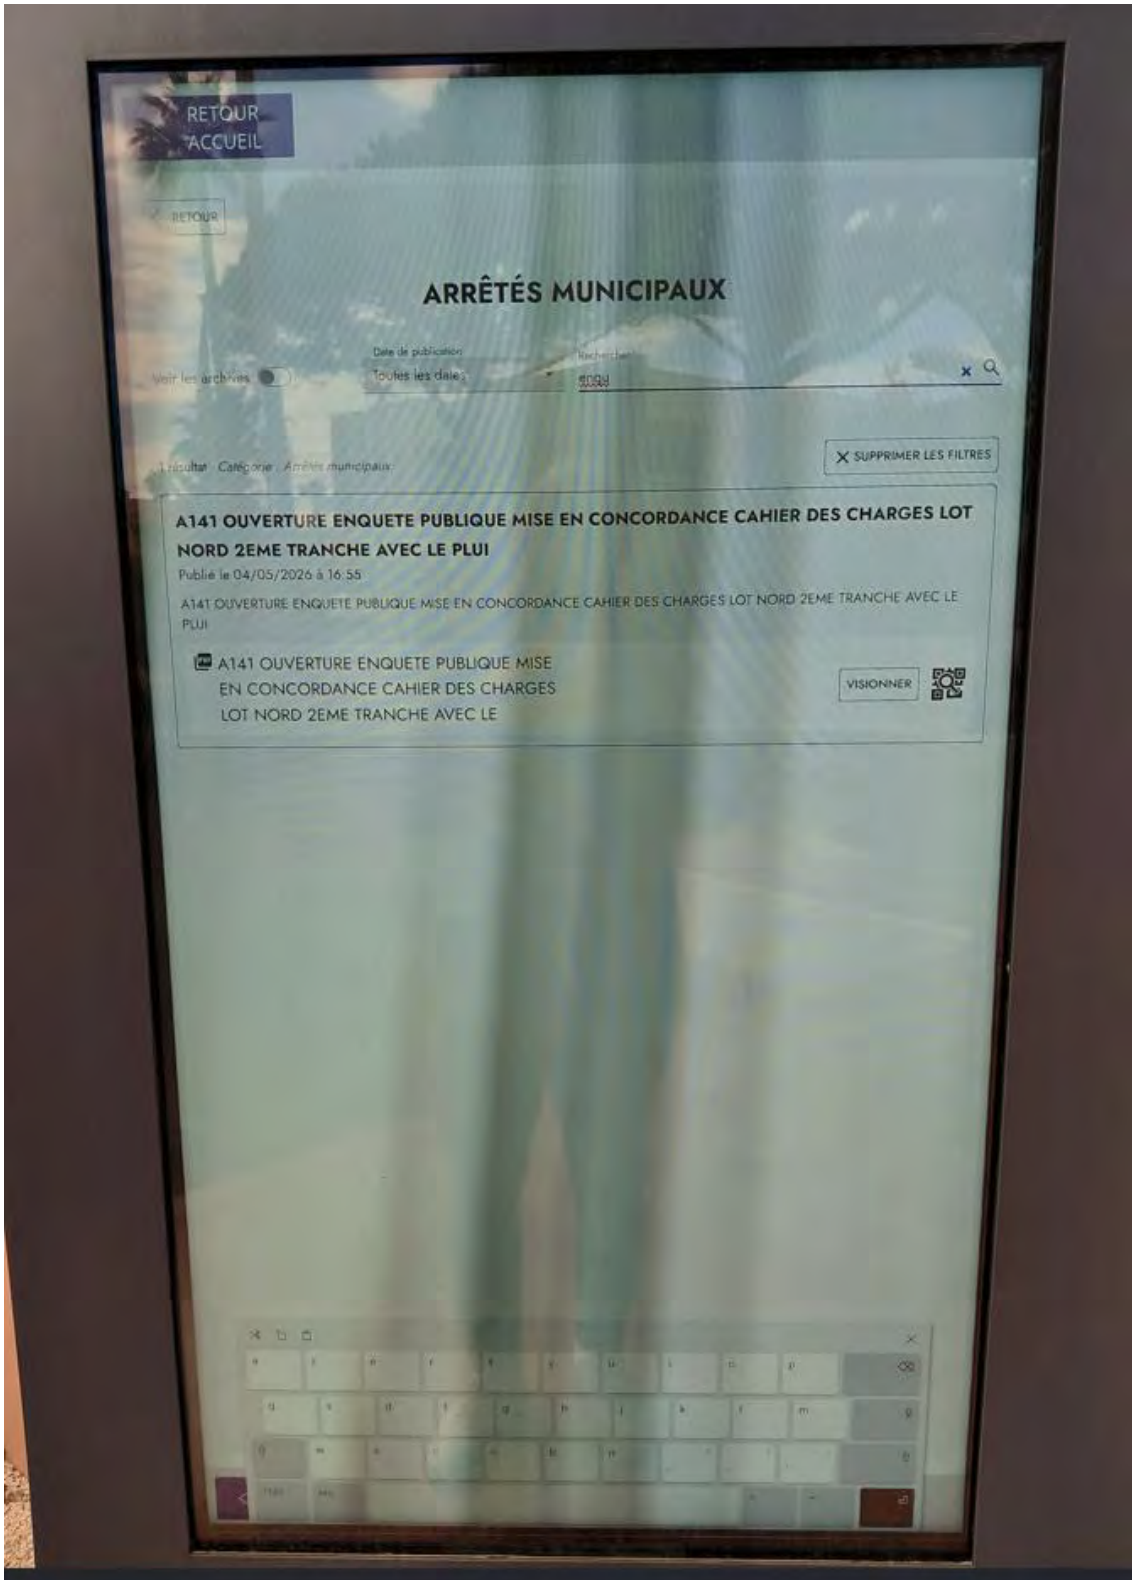 RETOUR
ACCUEIL
RETOUR
ARRÊTÉS MUNICIPAUX
Date de publication
Rechercher
Voir les archives
Toutes les dates
enqu
1 résultat Catégorie : Arrêtés municipaux
SUPPRIMER LES FILTRES
A141 OUVERTURE ENQUETE PUBLIQUE MISE EN CONCORDANCE CAHIER DES CHARGES LOT
NORD 2EME TRANCHE AVEC LE PLUI
Publié le 04/05/2026 à 16:55
A141 OUVERTURE ENQUETE PUBLIQUE MISE EN CONCORDANCE CAHIER DES CHARGES LOT NORD 2EME TRANCHE AVEC LE
PLUI
A141 OUVERTURE ENQUETE PUBLIQUE MISE
EN CONCORDANCE CAHIER DES CHARGES
LOT NORD 2EME TRANCHE AVEC LE
VISIONNER